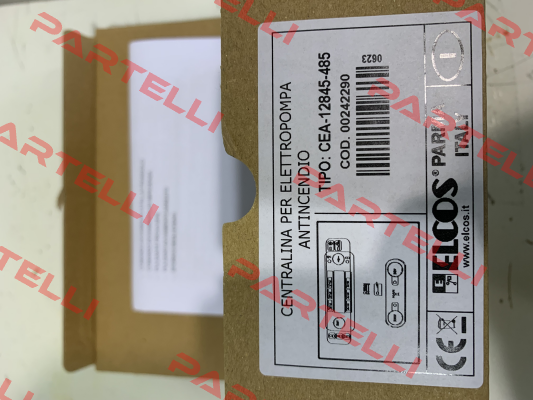 CENTRALINA PER ELETTROPOMPA
ANTINCENDIO
TIPO: CEA-12845-485
COD. 00242290
0623
ELCOS® PARMA
ITALY
www.elcos.it
CE
I
PARTELLI
PARTELLI
PARTELLI
PARTELLI
PARTELLI
PARTELLI